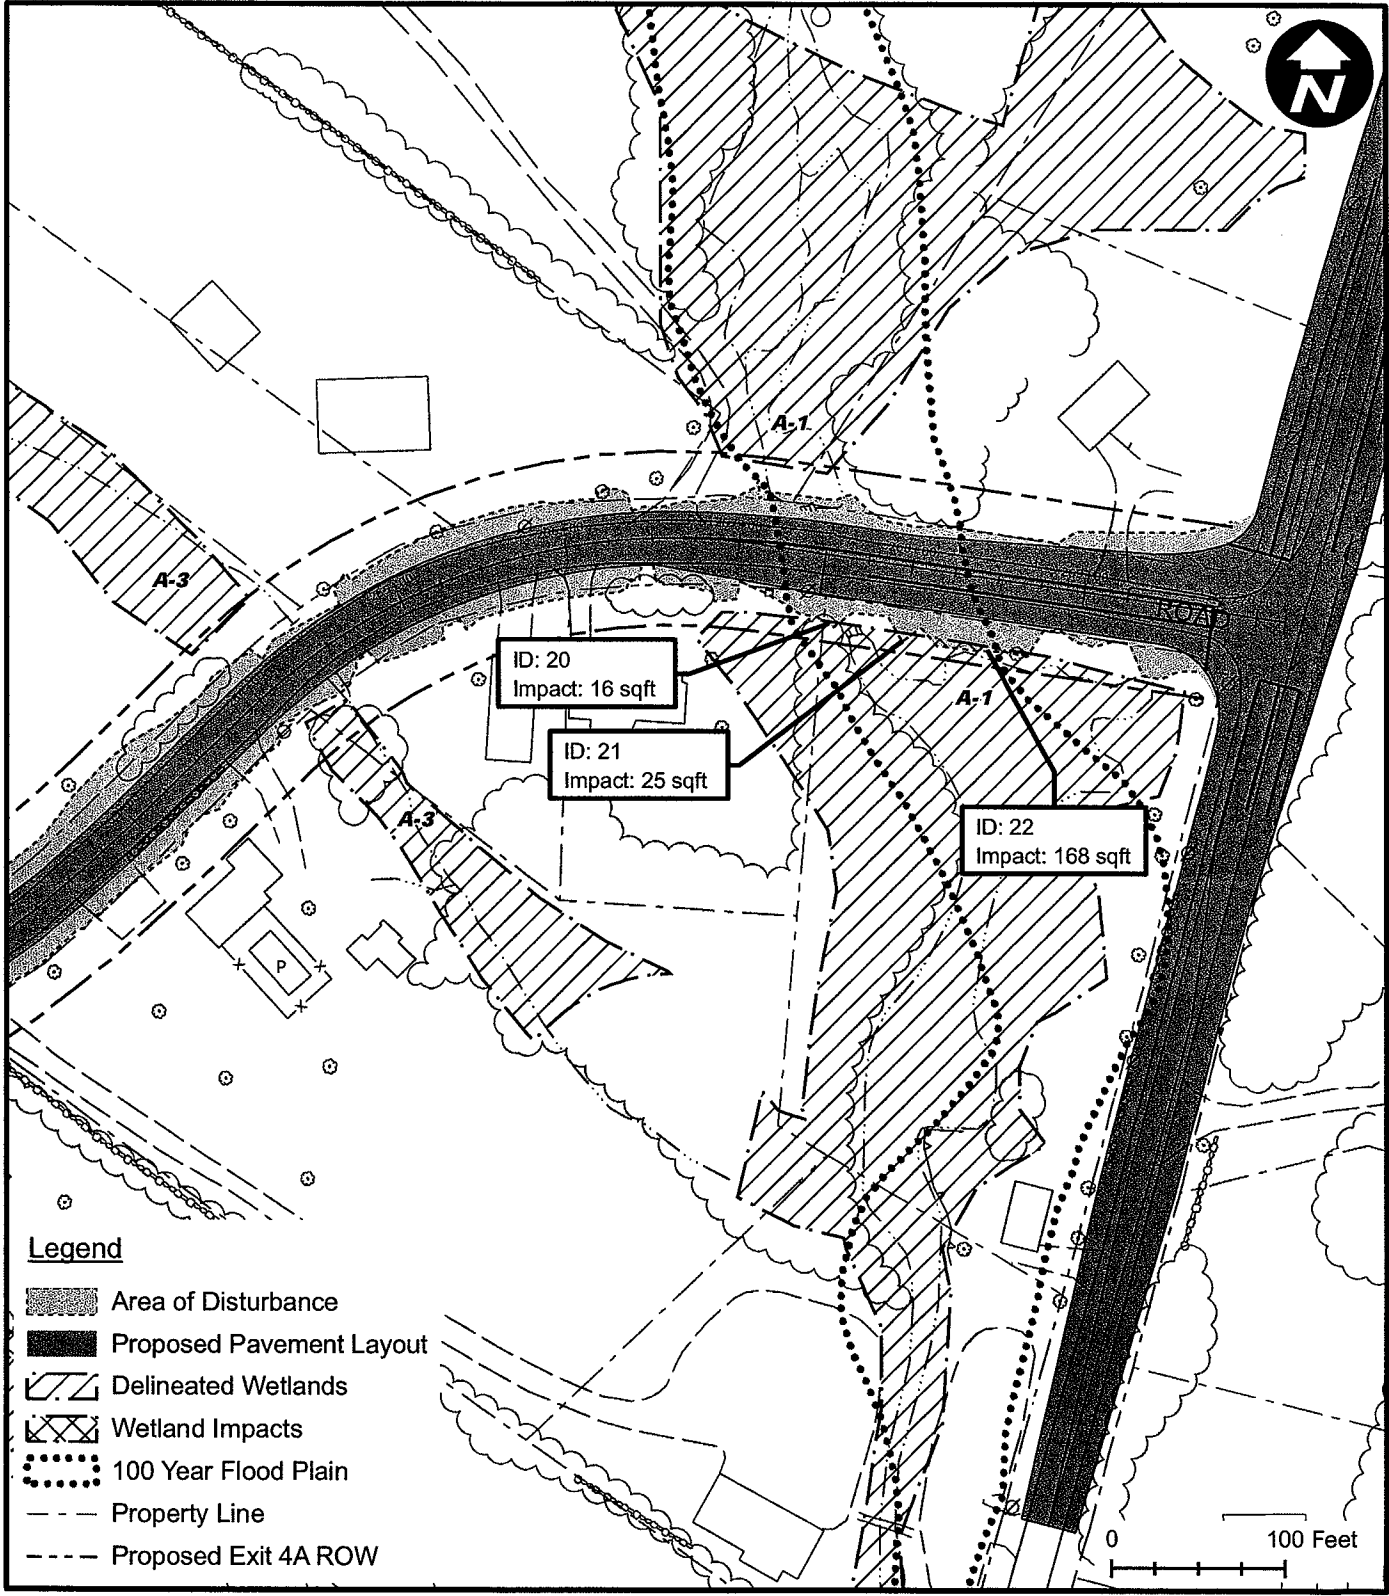 N
A-1
A-3
ROAD
ID: 20
Impact: 16 sqft
A-1
ID: 21
Impact: 25 sqft
A-3
ID: 22
Impact: 168 sqft
P
Legend
Area of Disturbance
Proposed Pavement Layout
Delineated Wetlands
Wetland Impacts
100 Year Flood Plain
Property Line
Proposed Exit 4A ROW
0 100 Feet